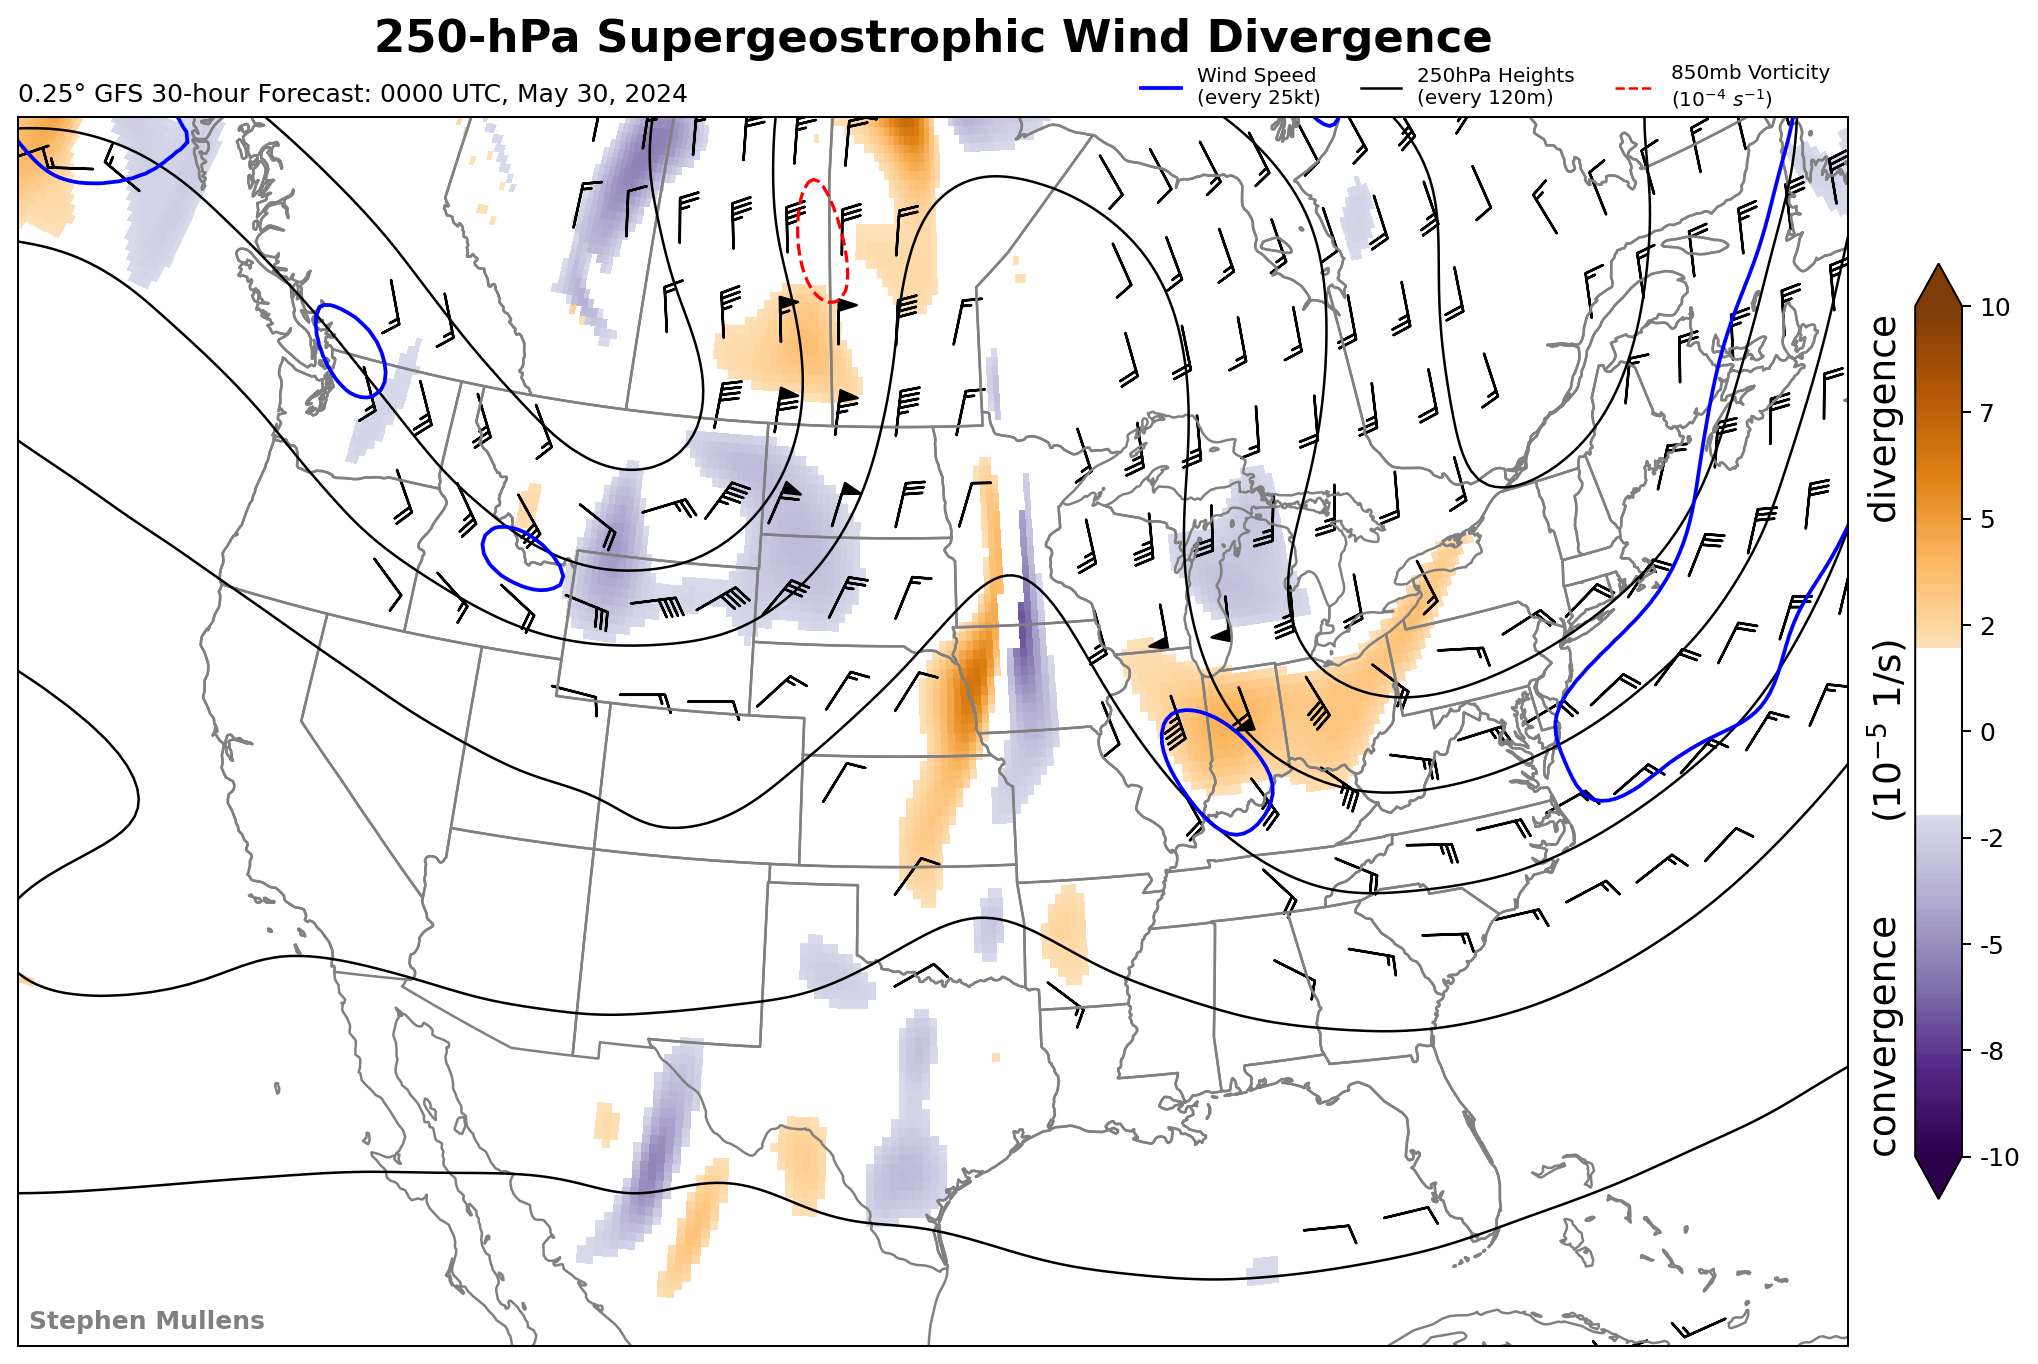 250-hPa Supergeostrophic Wind Divergence
0.25° GFS 30-hour Forecast: 0000 UTC, May 30, 2024
Wind Speed
(every 25kt)
250hPa Heights
(every 120m)
850mb Vorticity
(10⁻⁴ s⁻¹)
10
7
5
2
0
-2
-5
-8
-10
convergence (10⁻⁵ 1/s) divergence
Stephen Mullens